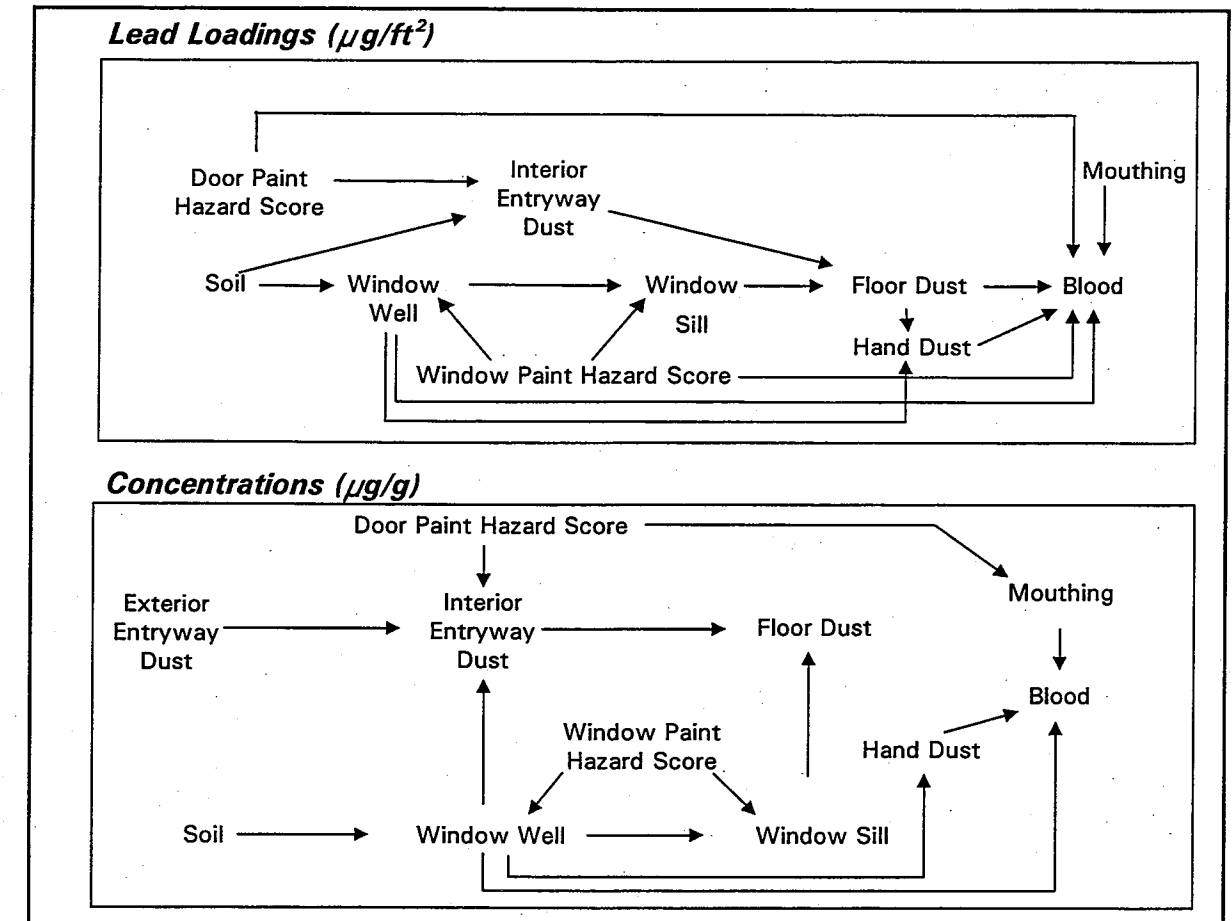 Lead Loadings (μg/ft²)
Door Paint
Hazard Score
Interior
Entryway
Dust
Mouthing
Soil
Window
Well
Window
Sill
Floor Dust
Blood
Hand Dust
Window Paint Hazard Score
Concentrations (μg/g)
Door Paint Hazard Score
Exterior
Entryway
Dust
Interior
Entryway
Dust
Floor Dust
Mouthing
Blood
Window Paint
Hazard Score
Hand Dust
Soil
Window Well
Window Sill